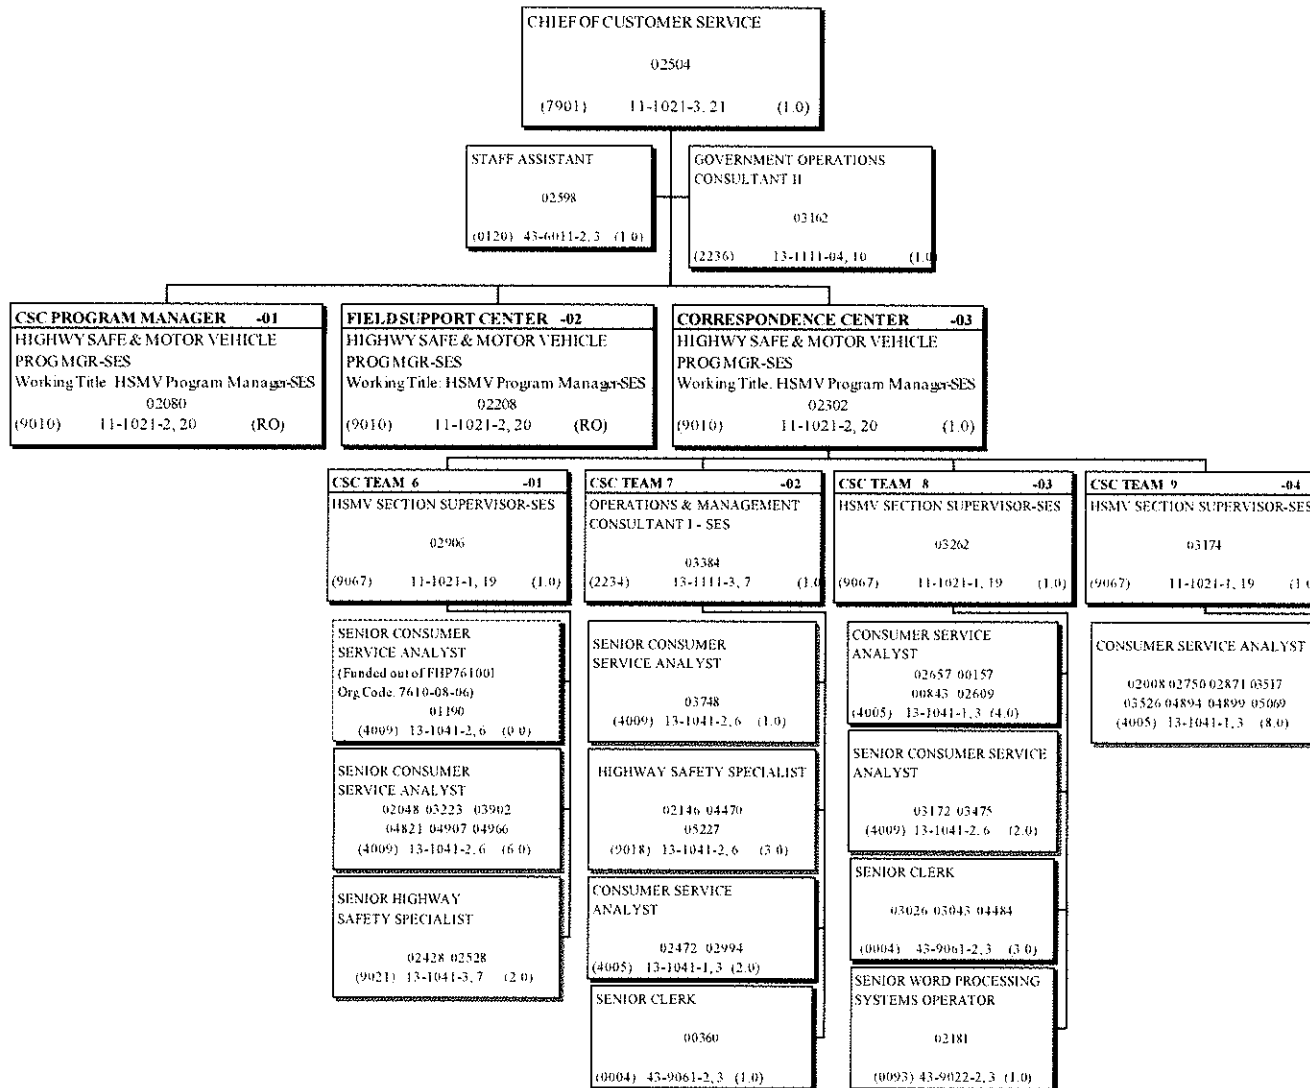 CHIEF OF CUSTOMER SERVICE
02504
(7901) 11-1021-3, 21 (1.0)
STAFF ASSISTANT
02598
(0120) 43-6011-2, 3 (1.0)
GOVERNMENT OPERATIONS
CONSULTANT II
03162
(2236) 13-1111-04, 10 (1.0
CSC PROGRAM MANAGER -01
HIGHWY SAFE & MOTOR VEHICLE
PROG MGR-SES
Working Title: HSMV Program Manager-SES
02080
(9010) 11-1021-2, 20 (RO)
FIELD SUPPORT CENTER -02
HIGHWY SAFE & MOTOR VEHICLE
PROG MGR-SES
Working Title: HSMV Program Manager-SES
02208
(9010) 11-1021-2, 20 (RO)
CORRESPONDENCE CENTER -03
HIGHWY SAFE & MOTOR VEHICLE
PROG MGR-SES
Working Title. HSMV Program Manager-SES
02302
(9010) 11-1021-2, 20 (1.0)
CSC TEAM 6 -01
HSMV SECTION SUPERVISOR-SES
02906
(9067) 11-1021-1, 19 (1.0)
SENIOR CONSUMER
SERVICE ANALYST
(Funded out of FHP761001
Org.Code. 7610-08-06)
01190
(4009) 13-1041-2, 6 (0.0)
SENIOR CONSUMER
SERVICE ANALYST
02048 03223 03902
04821 04907 04966
(4009) 13-1041-2, 6 (6.0)
SENIOR HIGHWAY
SAFETY SPECIALIST
02428 02528
(9021) 13-1041-3, 7 (2.0)
CSC TEAM 7 -02
OPERATIONS & MANAGEMENT
CONSULTANT I - SES
03384
(2234) 13-1111-3, 7 (1.0
SENIOR CONSUMER
SERVICE ANALYST
03748
(4009) 13-1041-2, 6 (1.0)
HIGHWAY SAFETY SPECIALIST
02146 04470
05227
(9018) 13-1041-2, 6 (3.0)
CONSUMER SERVICE
ANALYST
02472 02994
(4005) 13-1041-1, 3 (2.0)
SENIOR CLERK
00360
(0004) 43-9061-2, 3 (1.0)
CSC TEAM 8 -03
HSMV SECTION SUPERVISOR-SES
03262
(9067) 11-1021-1, 19 (1.0)
CONSUMER SERVICE
ANALYST
02657 00157
00843 02609
(4005) 13-1041-1, 3 (4.0)
SENIOR CONSUMER SERVICE
ANALYST
03172 03475
(4009) 13-1041-2, 6 (2.0)
SENIOR CLERK
03026 03043 04484
(0004) 43-9061-2, 3 (3.0)
SENIOR WORD PROCESSING
SYSTEMS OPERATOR
02181
(0093) 43-9022-2, 3 (1.0)
CSC TEAM 9 -04
HSMV SECTION SUPERVISOR-SES
03174
(9067) 11-1021-1, 19 (1.0
CONSUMER SERVICE ANALYST
02008 02750 02871 03517
03526 04894 04899 05069
(4005) 13-1041-1, 3 (8.0)